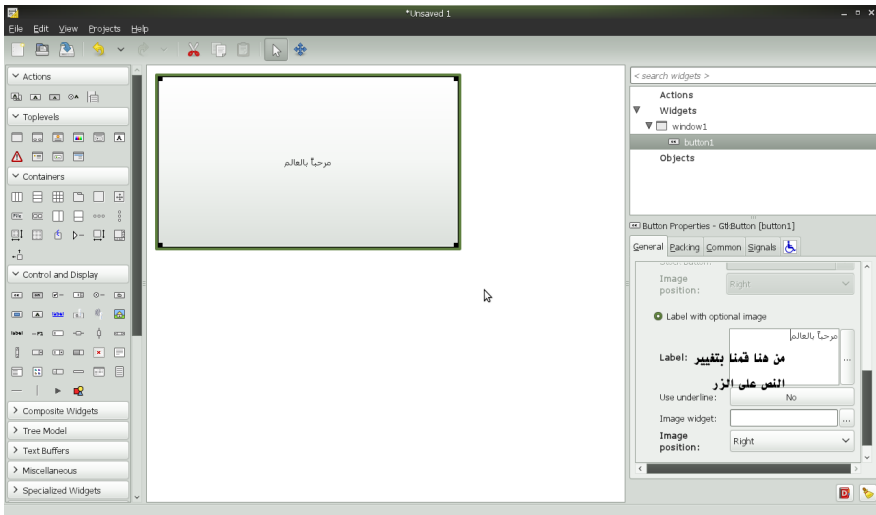 *Unsaved 1
File Edit View Projects Help
Actions
Toplevels
Containers
File
Control and Display
label
Composite Widgets
Tree Model
Text Buffers
Miscellaneous
Specialized Widgets
مرحباً بالعالم
< search widgets >
Actions
Widgets
window1
button1
Objects
Button Properties - GtkButton [button1]
General Packing Common Signals
Image position: Right
Label with optional image
Label:
مرحباً بالعالم
من هنا قمنا بتغيير
النص على الزر
Use underline: No
Image widget: ...
Image position: Right